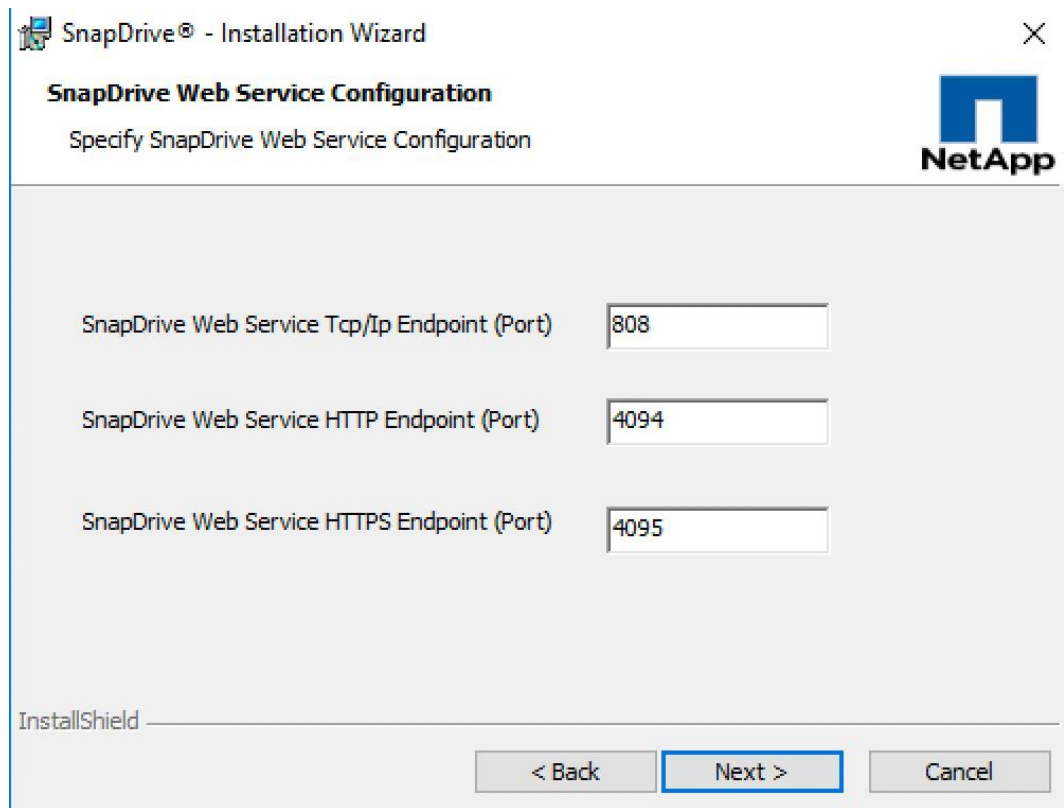 SnapDrive® - Installation Wizard
SnapDrive Web Service Configuration
Specify SnapDrive Web Service Configuration
NetApp
SnapDrive Web Service Tcp/Ip Endpoint (Port) 808
SnapDrive Web Service HTTP Endpoint (Port) 4094
SnapDrive Web Service HTTPS Endpoint (Port) 4095
InstallShield
< Back Next > Cancel